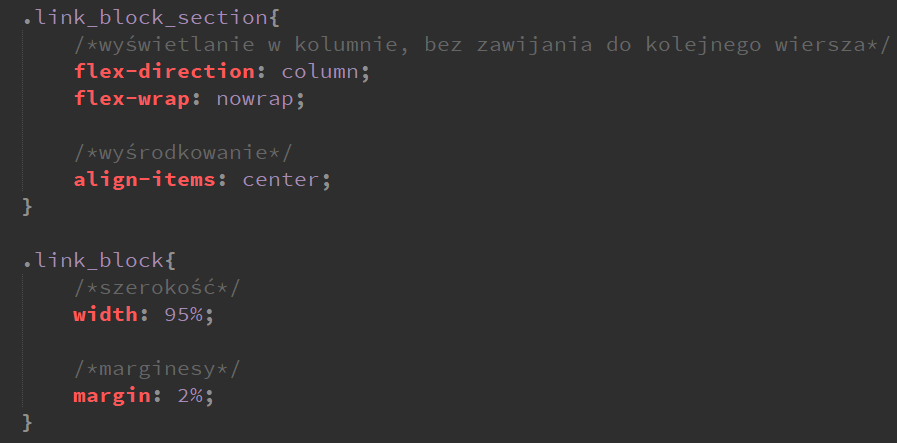 .link_block_section{
/*wyświetlanie w kolumnie, bez zawijania do kolejnego wiersza*/
flex-direction: column;
flex-wrap: nowrap;
/*wyśrodkowanie*/
align-items: center;
}
.link_block{
/*szerokość*/
width: 95%;
/*marginesy*/
margin: 2%;
}